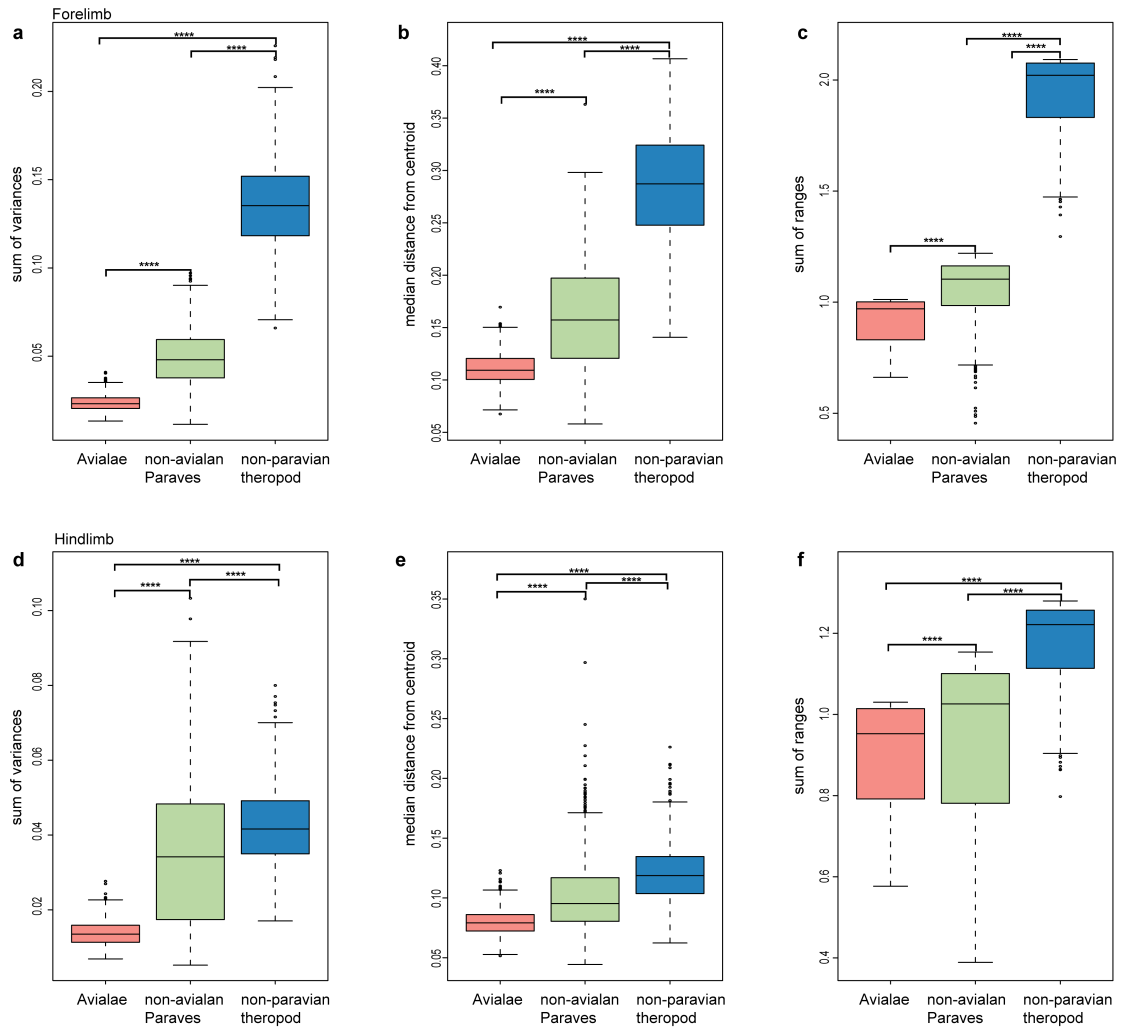 Forelimb
a
b
c
****
****
****
sum of variances
0.05
0.10
0.15
0.20
Avialae
non-avialan
Paraves
non-paravian
theropod
****
****
****
median distance from centroid
0.05
0.10
0.15
0.20
0.25
0.30
0.40
Avialae
non-avialan
Paraves
non-paravian
theropod
****
****
****
sum of ranges
0.5
1.0
1.5
2.0
Avialae
non-avialan
Paraves
non-paravian
theropod
Hindlimb
d
e
f
****
****
****
sum of variances
0.02
0.04
0.06
0.08
0.10
Avialae
non-avialan
Paraves
non-paravian
theropod
****
****
****
median distance from centroid
0.05
0.10
0.15
0.20
0.25
0.30
0.35
Avialae
non-avialan
Paraves
non-paravian
theropod
****
****
****
sum of ranges
0.4
0.6
0.8
1.0
1.2
Avialae
non-avialan
Paraves
non-paravian
theropod